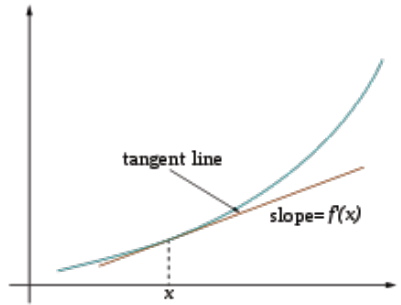 tangent line
slope= f'(x)
x